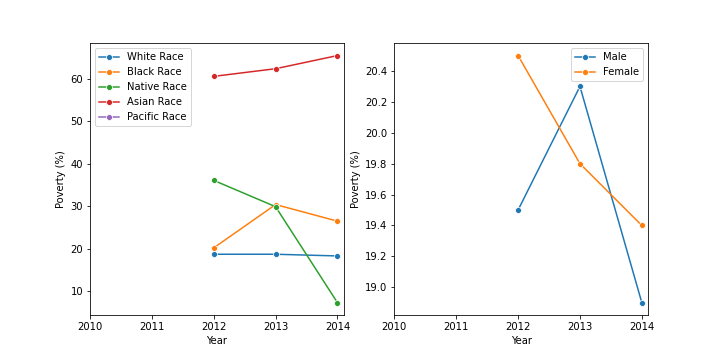 White Race
Black Race
Native Race
Asian Race
Pacific Race
60
50
40
30
20
10
Poverty (%)
2010 2011 2012 2013 2014
Year
Male
Female
20.4
20.2
20.0
19.8
19.6
19.4
19.2
19.0
Poverty (%)
2010 2011 2012 2013 2014
Year